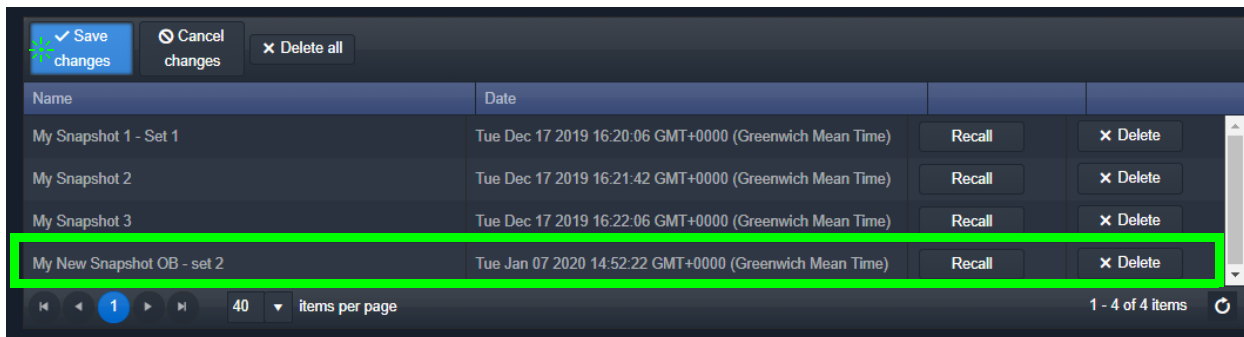 Save changes Cancel changes Delete all
Name Date
My Snapshot 1 - Set 1 Tue Dec 17 2019 16:20:06 GMT+0000 (Greenwich Mean Time) Recall Delete
My Snapshot 2 Tue Dec 17 2019 16:21:42 GMT+0000 (Greenwich Mean Time) Recall Delete
My Snapshot 3 Tue Dec 17 2019 16:22:06 GMT+0000 (Greenwich Mean Time) Recall Delete
My New Snapshot OB - set 2 Tue Jan 07 2020 14:52:22 GMT+0000 (Greenwich Mean Time) Recall Delete
1 40 items per page 1 - 4 of 4 items